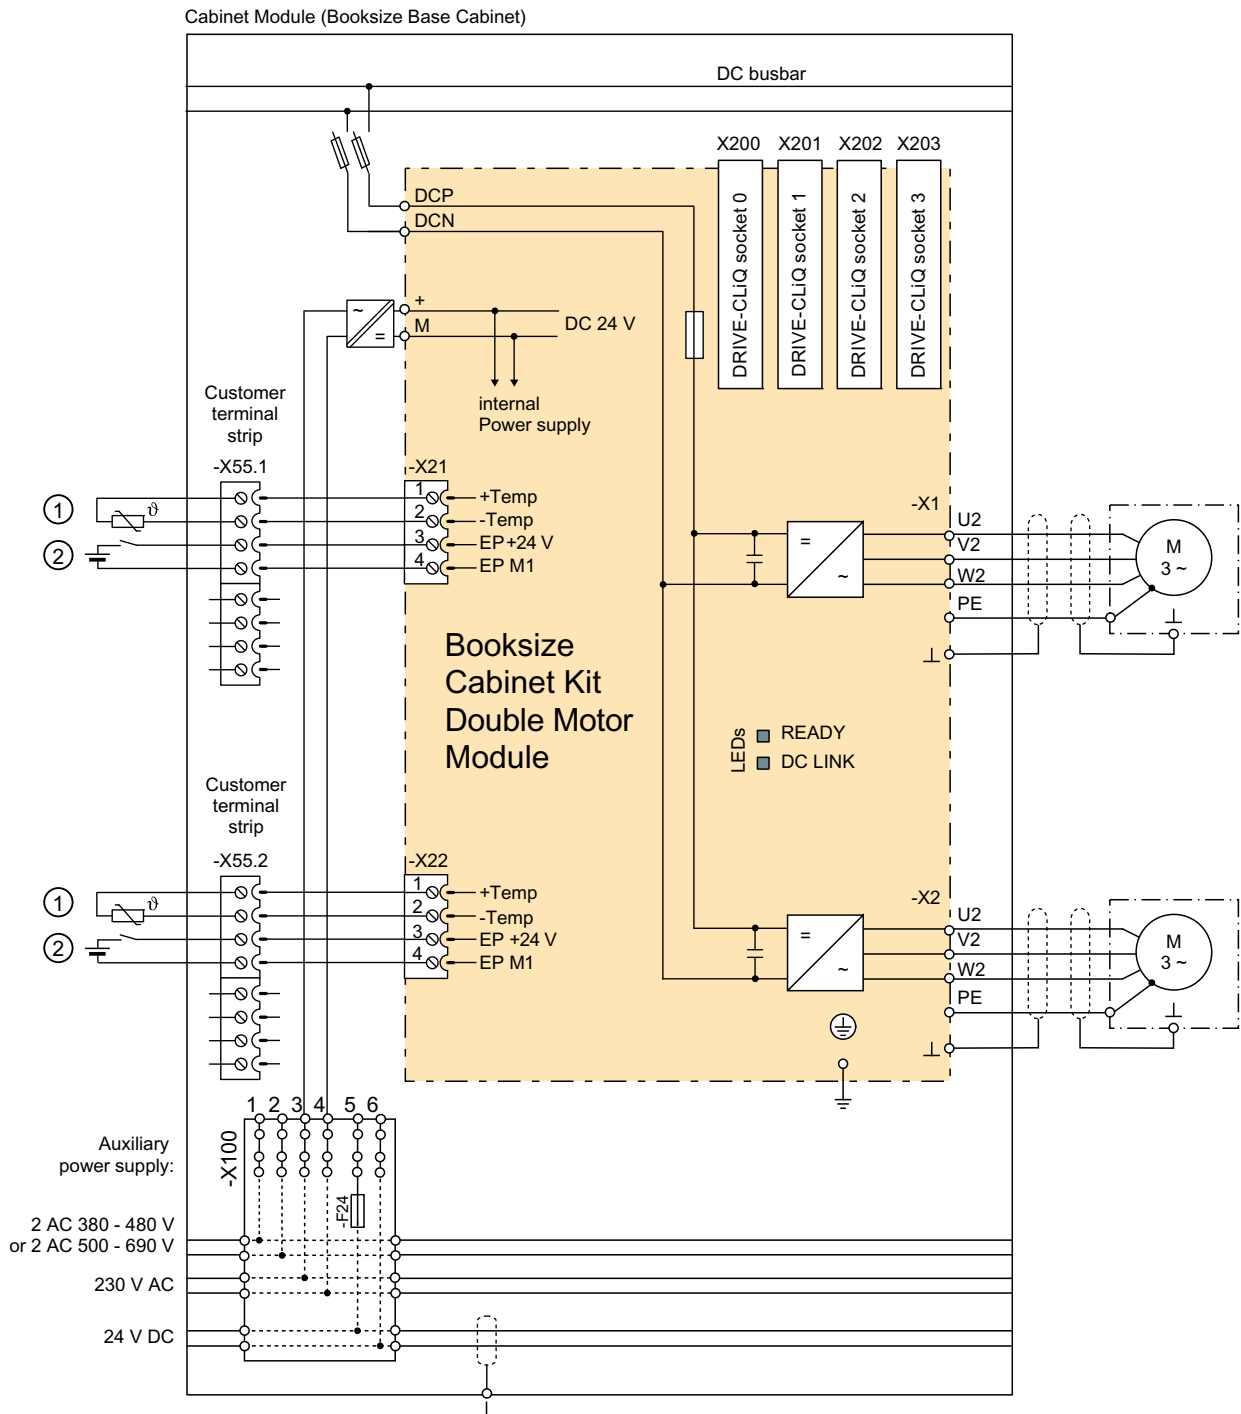 Cabinet Module (Booksize Base Cabinet)
DC busbar
X200 X201 X202 X203
DRIVE-CLiQ socket 0
DRIVE-CLiQ socket 1
DRIVE-CLiQ socket 2
DRIVE-CLiQ socket 3
DCP
DCN
~
=
+
M
DC 24 V
internal
Power supply
Customer
terminal
strip
-X55.1
-X21
1
2
ϑ
1 +Temp
2 -Temp
3 EP +24 V
4 EP M1
=
~
-X1
U2
V2
W2
PE
M
3 ~
Booksize
Cabinet Kit
Double Motor
Module
LEDs
READY
DC LINK
Customer
terminal
strip
-X55.2
-X22
1
2
ϑ
1 +Temp
2 -Temp
3 EP +24 V
4 EP M1
=
~
-X2
U2
V2
W2
PE
M
3 ~
1 2 3 4 5 6
-X100
-F24
Auxiliary
power supply:
2 AC 380 - 480 V
or 2 AC 500 - 690 V
230 V AC
24 V DC